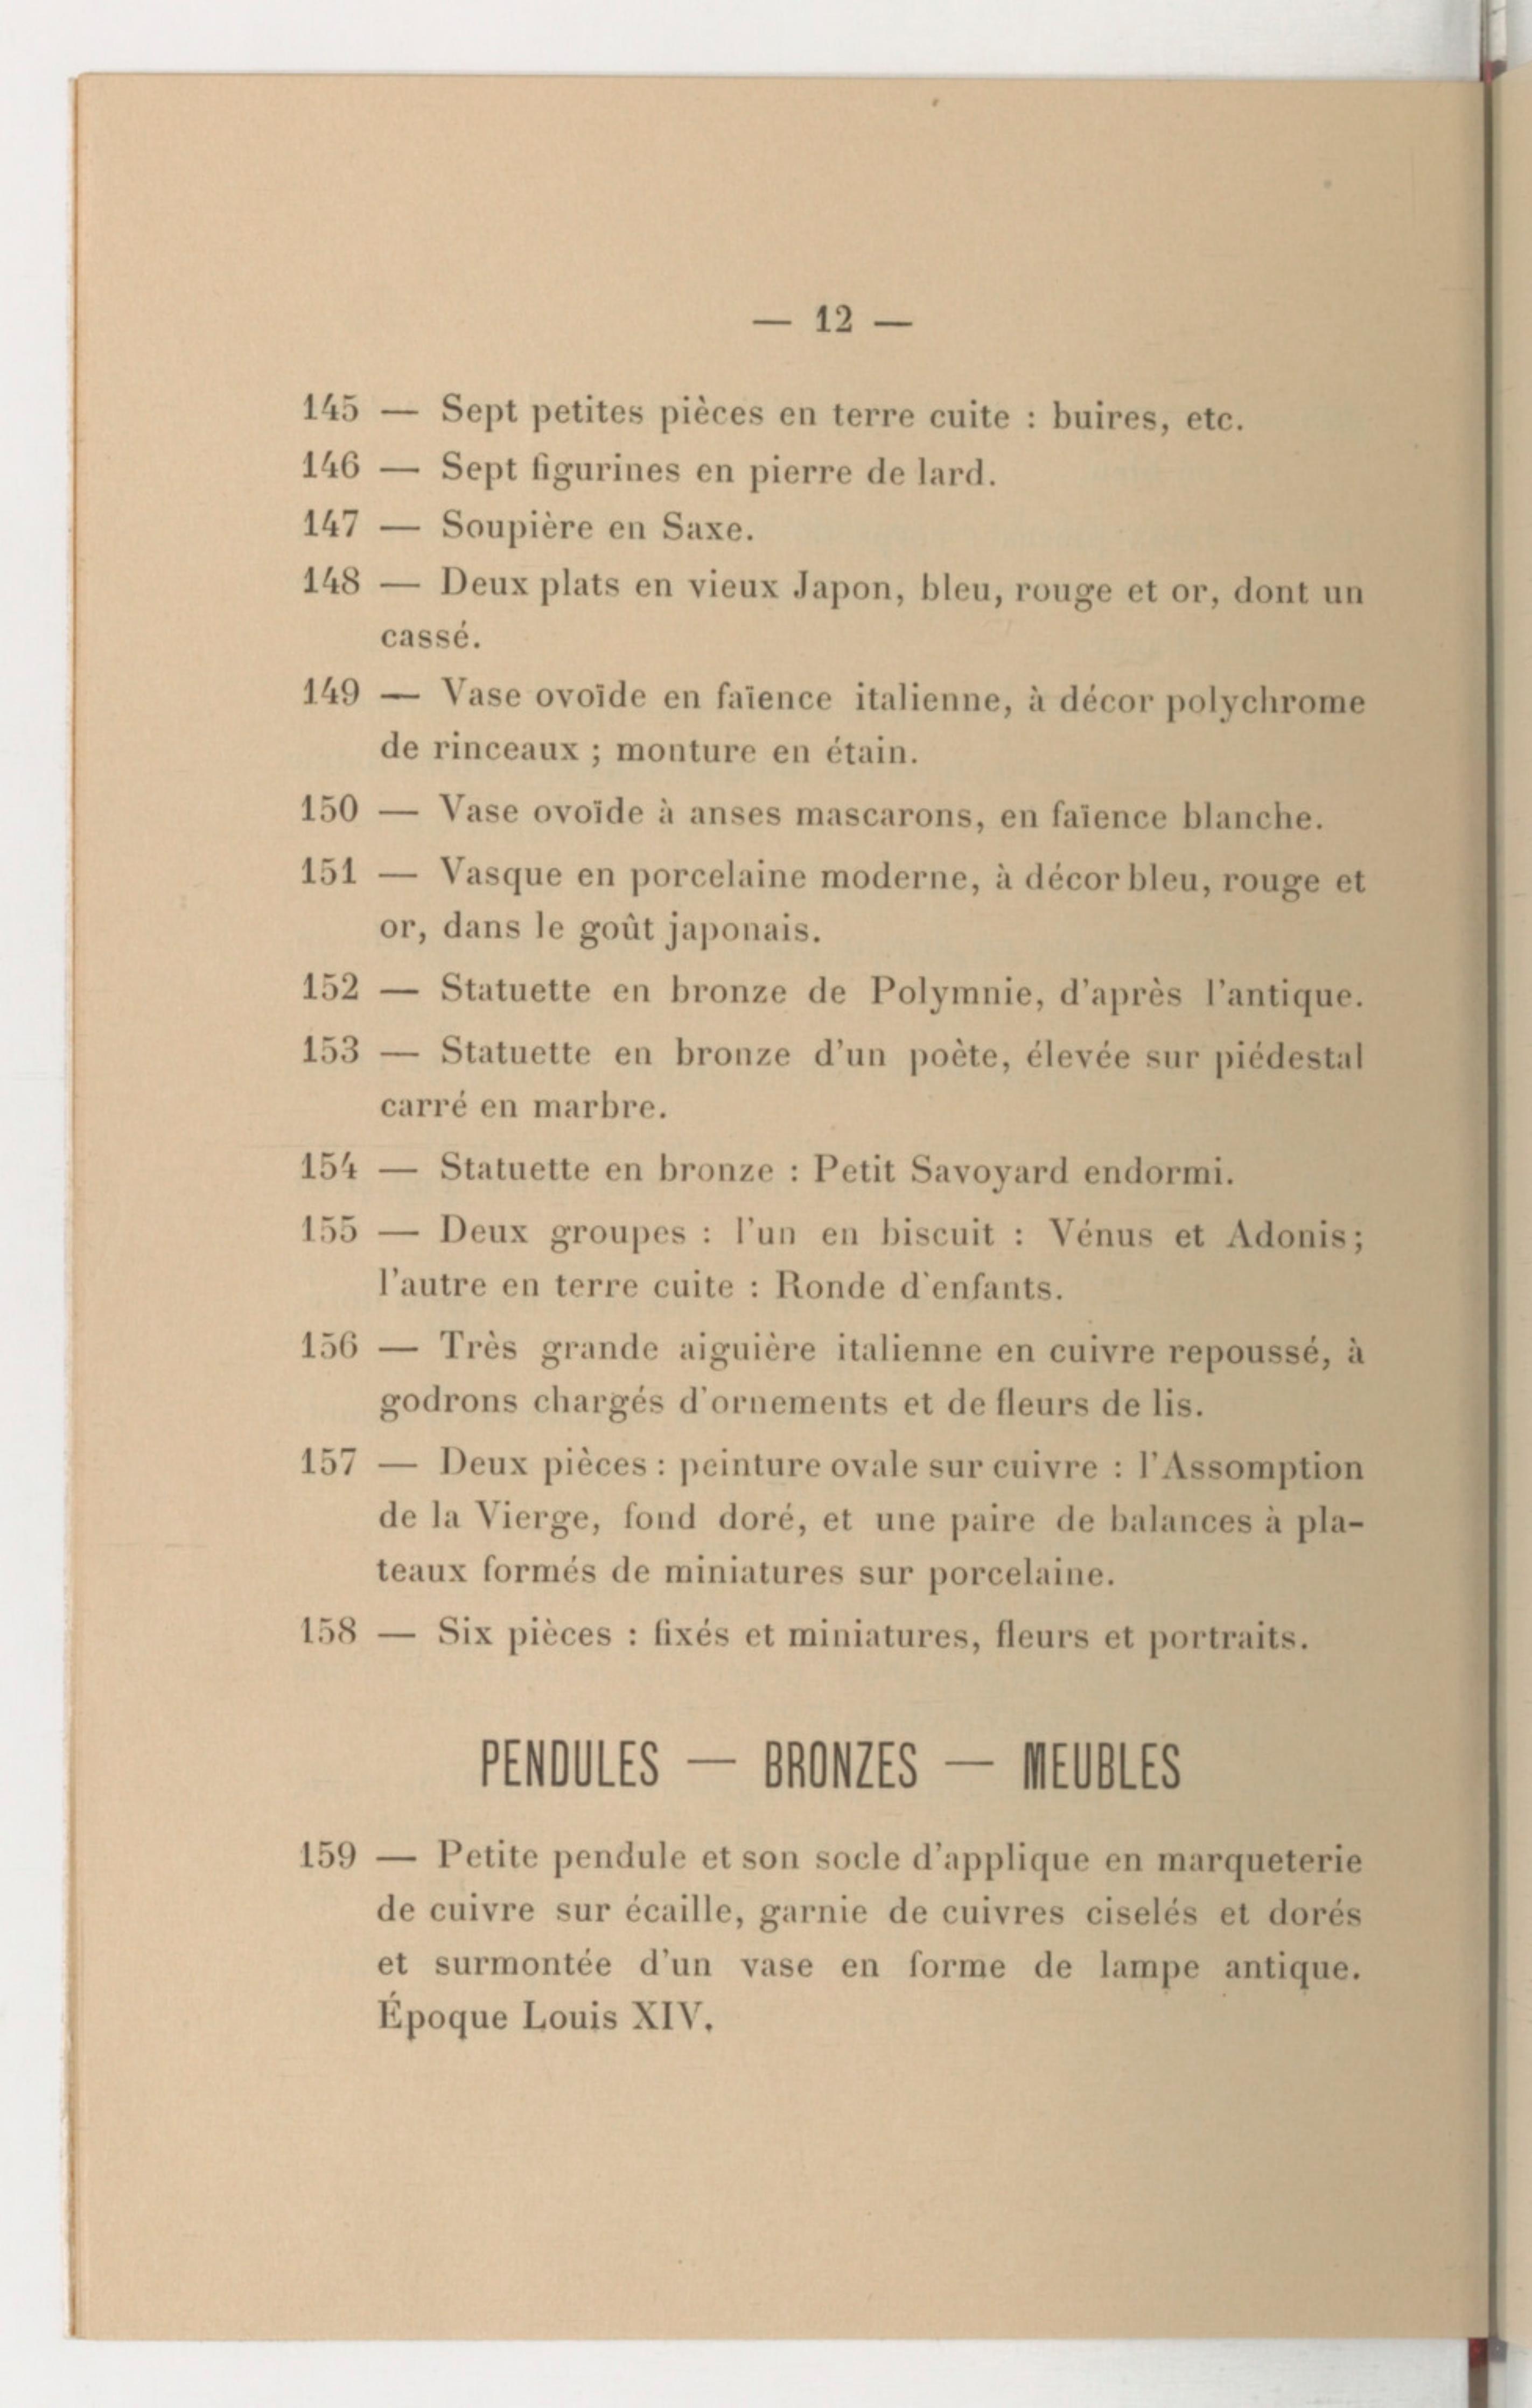 — 12 —
145 — Sept petites pièces en terre cuite : buires, etc.
146 — Sept figurines en pierre de lard.
147 — Soupière en Saxe.
148 — Deux plats en vieux Japon, bleu, rouge et or, dont un
cassé.
149 — Vase ovoïde en faïence italienne, à décor polychrome
de rinceaux ; monture en étain.
150 — Vase ovoïde à anses mascarons, en faïence blanche.
151 — Vasque en porcelaine moderne, à décor bleu, rouge et
or, dans le goût japonais.
152 — Statuette en bronze de Polymnie, d'après l'antique.
153 — Statuette en bronze d'un poète, élevée sur piédestal
carré en marbre.
154 — Statuette en bronze : Petit Savoyard endormi.
155 — Deux groupes : l'un en biscuit : Vénus et Adonis;
l'autre en terre cuite : Ronde d'enfants.
156 — Très grande aiguière italienne en cuivre repoussé, à
godrons chargés d'ornements et de fleurs de lis.
157 — Deux pièces : peinture ovale sur cuivre : l'Assomption
de la Vierge, fond doré, et une paire de balances à pla-
teaux formés de miniatures sur porcelaine.
158 — Six pièces : fixés et miniatures, fleurs et portraits.
PENDULES — BRONZES — MEUBLES
159 — Petite pendule et son socle d'applique en marqueterie
de cuivre sur écaille, garnie de cuivres ciselés et dorés
et surmontée d'un vase en forme de lampe antique.
Époque Louis XIV.